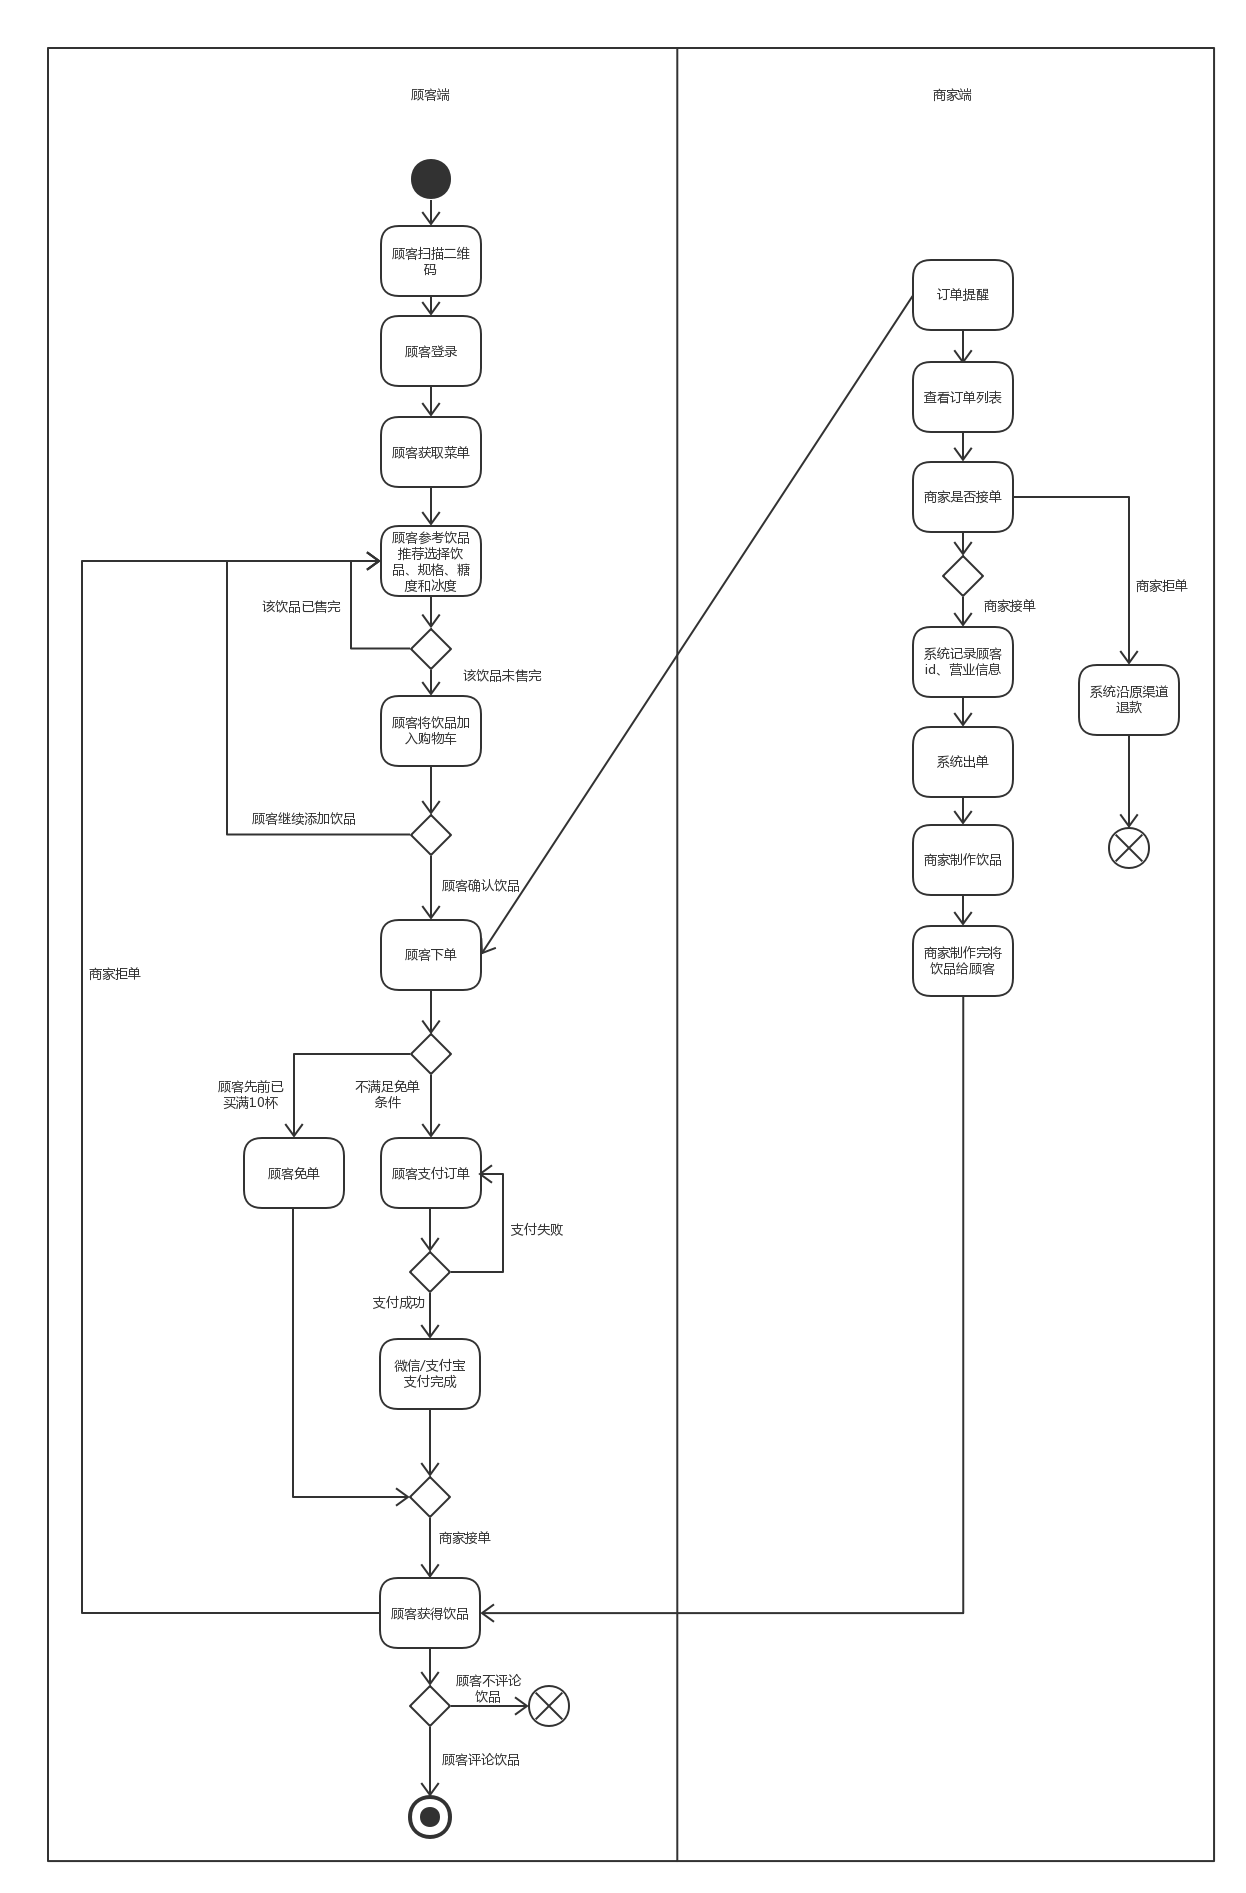 顾客端
商家端
顾客扫描二维
码
顾客登录
顾客获取菜单
顾客参考饮品
推荐选择饮
品、规格、糖
度和冰度
该饮品已售完
该饮品未售完
顾客将饮品加
入购物车
顾客继续添加饮品
顾客确认饮品
顾客下单
商家拒单
顾客先前已
买满10杯
不满足免单
条件
顾客免单
顾客支付订单
支付失败
支付成功
微信/支付宝
支付完成
商家接单
顾客获得饮品
顾客不评论
饮品
顾客评论饮品
订单提醒
查看订单列表
商家是否接单
商家接单
商家拒单
系统记录顾客
id、营业信息
系统沿原渠道
退款
系统出单
商家制作饮品
商家制作完将
饮品给顾客